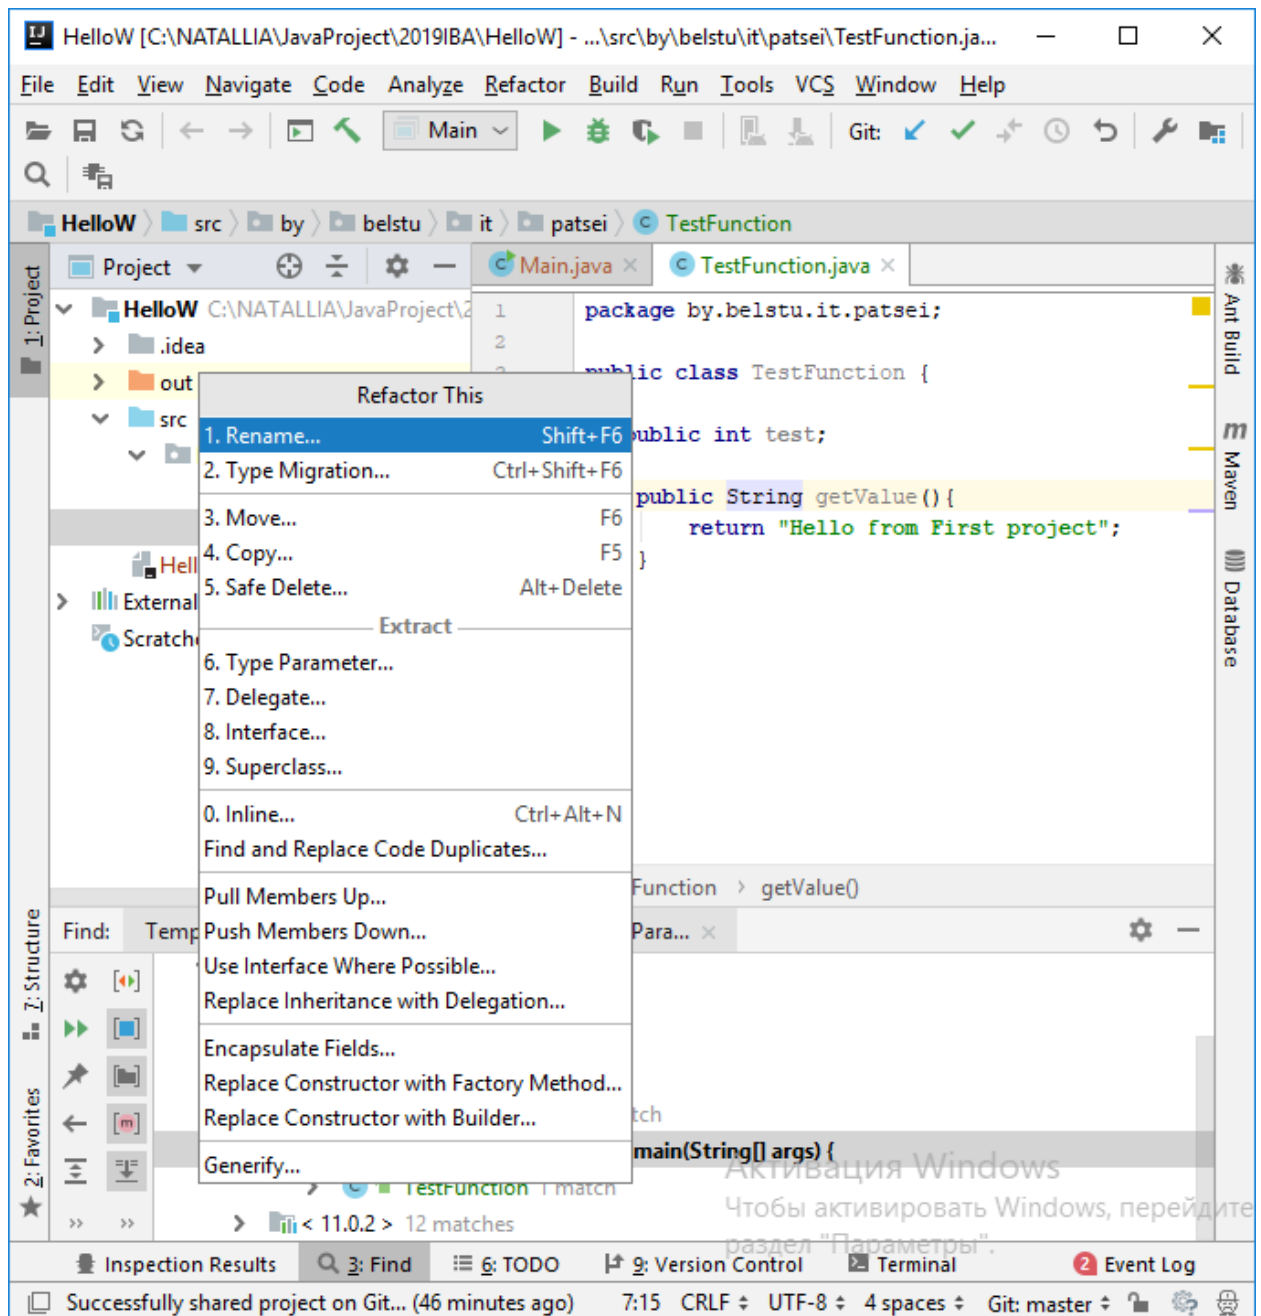 HelloW [C:\NATALLIA\JavaProject\2019IBA\HelloW] - ...\src\by\belstu\it\patsei\TestFunction.ja...
File Edit View Navigate Code Analyze Refactor Build Run Tools VCS Window Help
Main Git:
HelloW src by belstu it patsei TestFunction
Project Main.java TestFunction.java
1: Project
HelloW C:\NATALLIA\JavaProject\2
.idea
out
src
Hell
External
Scratche
1 package by.belstu.it.patsei;
2
public class TestFunction {
public int test;
public String getValue(){
return "Hello from First project";
}
Refactor This
1. Rename... Shift+F6
2. Type Migration... Ctrl+Shift+F6
3. Move... F6
4. Copy... F5
5. Safe Delete... Alt+Delete
Extract
6. Type Parameter...
7. Delegate...
8. Interface...
9. Superclass...
0. Inline... Ctrl+Alt+N
Find and Replace Code Duplicates...
Pull Members Up...
Push Members Down...
Use Interface Where Possible...
Replace Inheritance with Delegation...
Encapsulate Fields...
Replace Constructor with Factory Method...
Replace Constructor with Builder...
Generify...
Ant Build
Maven
Database
Function > getValue()
Find: Temp Para...
7: Structure
2: Favorites
tch
main(String[] args) {
TestFunction 1 match
< 11.0.2 > 12 matches
Активация Windows
Чтобы активировать Windows, перейдите
раздел "Параметры".
Inspection Results 3: Find 6: TODO 9: Version Control Terminal 2 Event Log
Successfully shared project on Git... (46 minutes ago) 7:15 CRLF UTF-8 4 spaces Git: master